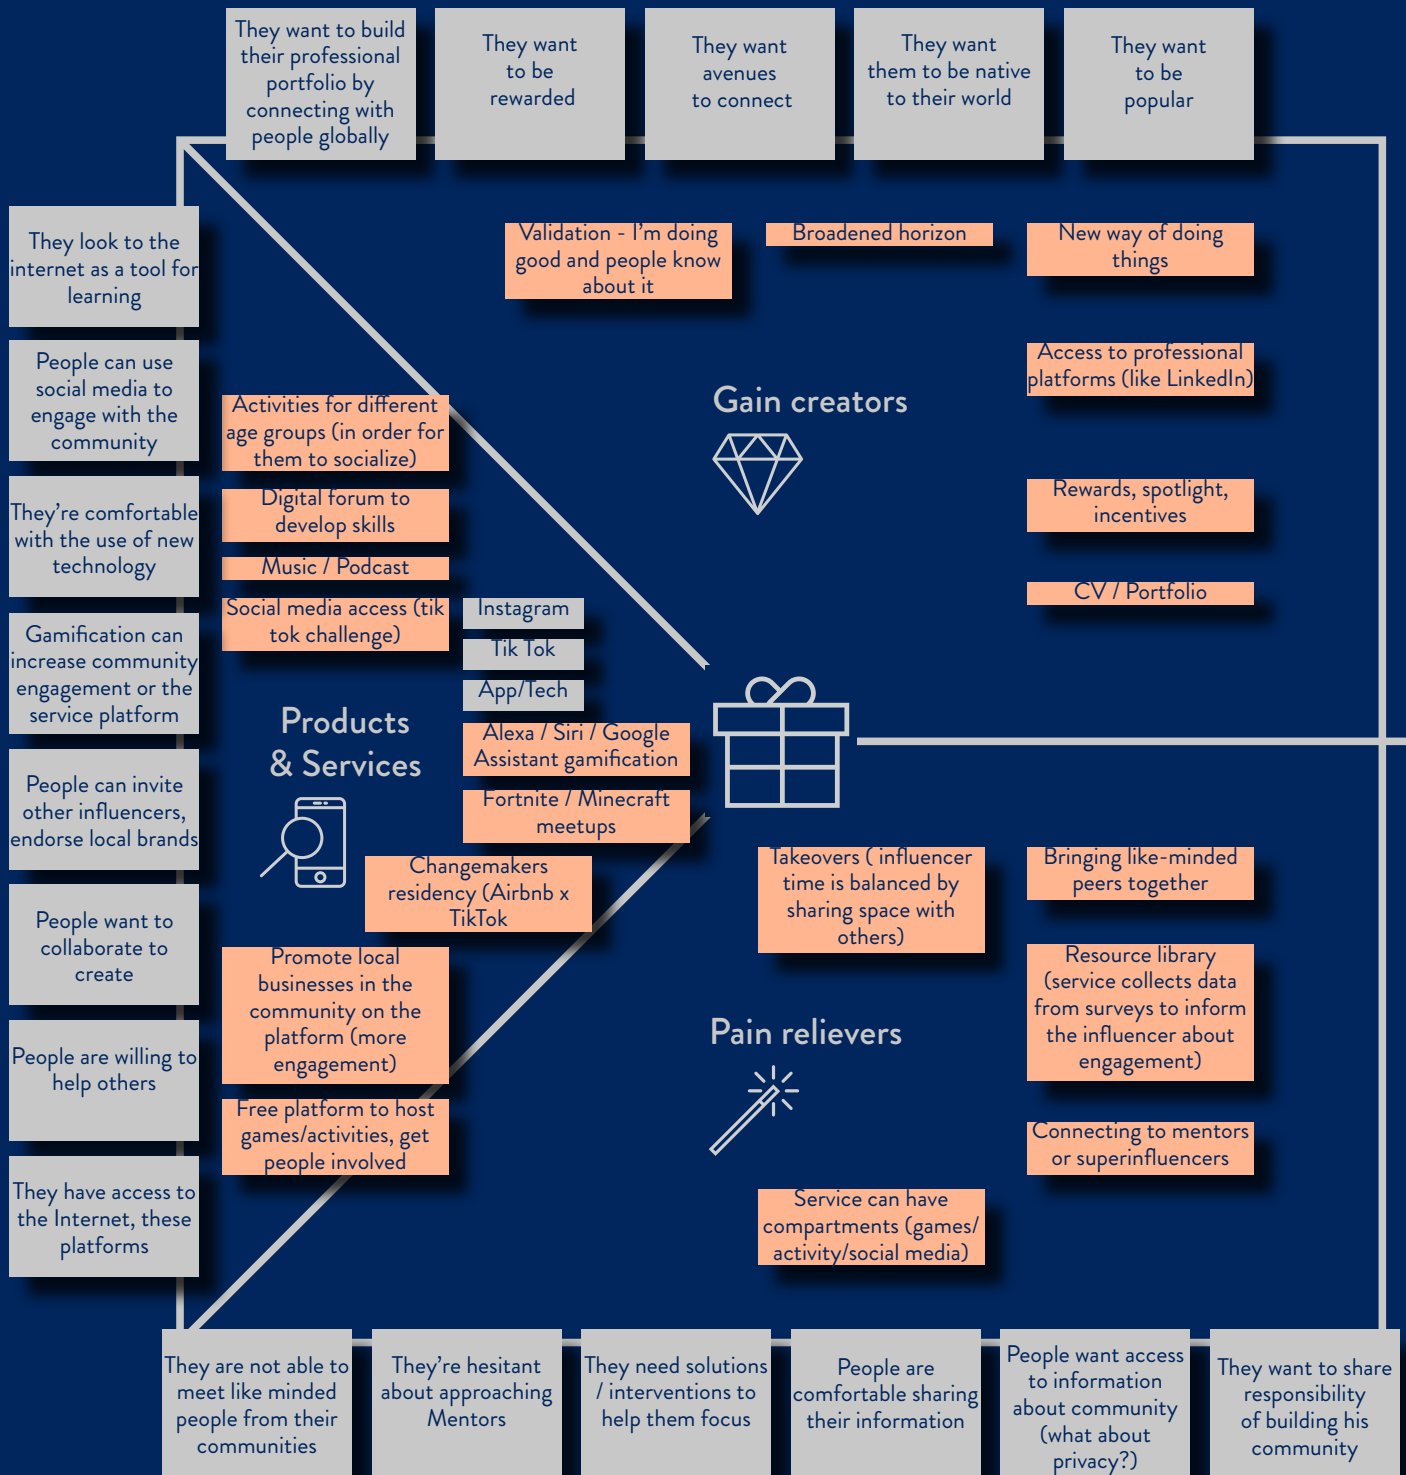 They want to build
their professional
portfolio by
connecting with
people globally
They want
to be
rewarded
They want
avenues
to connect
They want
them to be native
to their world
They want
to be
popular
They look to the
internet as a tool for
learning
People can use
social media to
engage with the
community
They're comfortable
with the use of new
technology
Gamification can
increase community
engagement or the
service platform
People can invite
other influencers,
endorse local brands
People want to
collaborate to
create
People are willing to
help others
They have access to
the Internet, these
platforms
Validation - I'm doing
good and people know
about it
Broadened horizon
New way of doing
things
Access to professional
platforms (like LinkedIn)
Gain creators
Rewards, spotlight,
incentives
CV / Portfolio
Activities for different
age groups (in order for
them to socialize)
Digital forum to
develop skills
Music / Podcast
Social media access (tik
tok challenge)
Instagram
Tik Tok
App/Tech
Products
& Services
Alexa / Siri / Google
Assistant gamification
Fortnite / Minecraft
meetups
Changemakers
residency (Airbnb x
TikTok
Promote local
businesses in the
community on the
platform (more
engagement)
Free platform to host
games/activities, get
people involved
Takeovers ( influencer
time is balanced by
sharing space with
others)
Bringing like-minded
peers together
Resource library
(service collects data
from surveys to inform
the influencer about
engagement)
Pain relievers
Connecting to mentors
or superinfluencers
Service can have
compartments (games/
activity/social media)
They are not able to
meet like minded
people from their
communities
They're hesitant
about approaching
Mentors
They need solutions
/ interventions to
help them focus
People are
comfortable sharing
their information
People want access
to information
about community
(what about
privacy?)
They want to share
responsibility
of building his
community